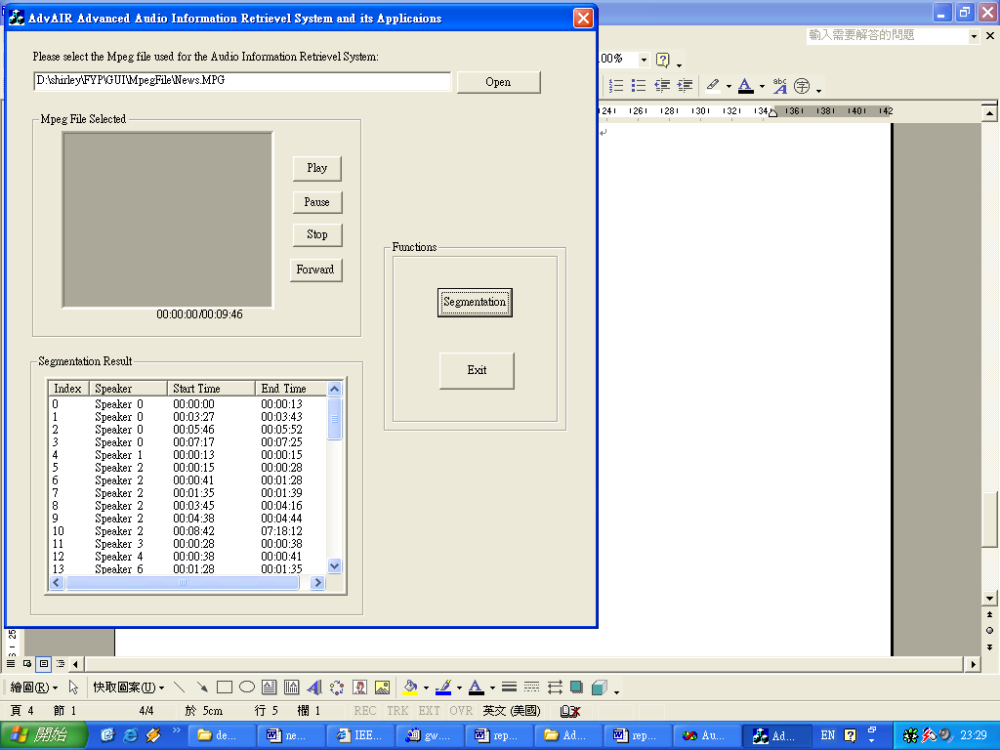 AdvAIR Advanced Audio Information Retrievel System and its Applicaions
輸入需要解答的問題
Please select the Mpeg file used for the Audio Information Retrievel System:
D:\shirley\FYP\GUI\MpegFile\News.MPG
Open
00%
124 126 128 130 132 134 136 138 140 142
Mpeg File Selected
Play
Pause
Stop
Forward
00:00:00/00:09:46
Functions
Segmentation
Exit
Segmentation Result
Index Speaker Start Time End Time
0 Speaker 0 00:00:00 00:00:13
1 Speaker 0 00:03:27 00:03:43
2 Speaker 0 00:05:46 00:05:52
3 Speaker 0 00:07:17 00:07:25
4 Speaker 1 00:00:13 00:00:15
5 Speaker 2 00:00:15 00:00:28
6 Speaker 2 00:00:41 00:01:28
7 Speaker 2 00:01:35 00:01:39
8 Speaker 2 00:03:45 00:04:16
9 Speaker 2 00:04:38 00:04:44
10 Speaker 2 00:08:42 07:18:12
11 Speaker 3 00:00:28 00:00:38
12 Speaker 4 00:00:38 00:00:41
13 Speaker 6 00:01:28 00:01:35
繪圖(R) 快取圖案(U)
頁 4 節 1 4/4 於 5cm 行 5 欄 1 REC TRK EXT OVR 英文 (美國)
開始 de... ne... IEE... gw.... rep... Ad... rep... Au... Ad... EN 23:29